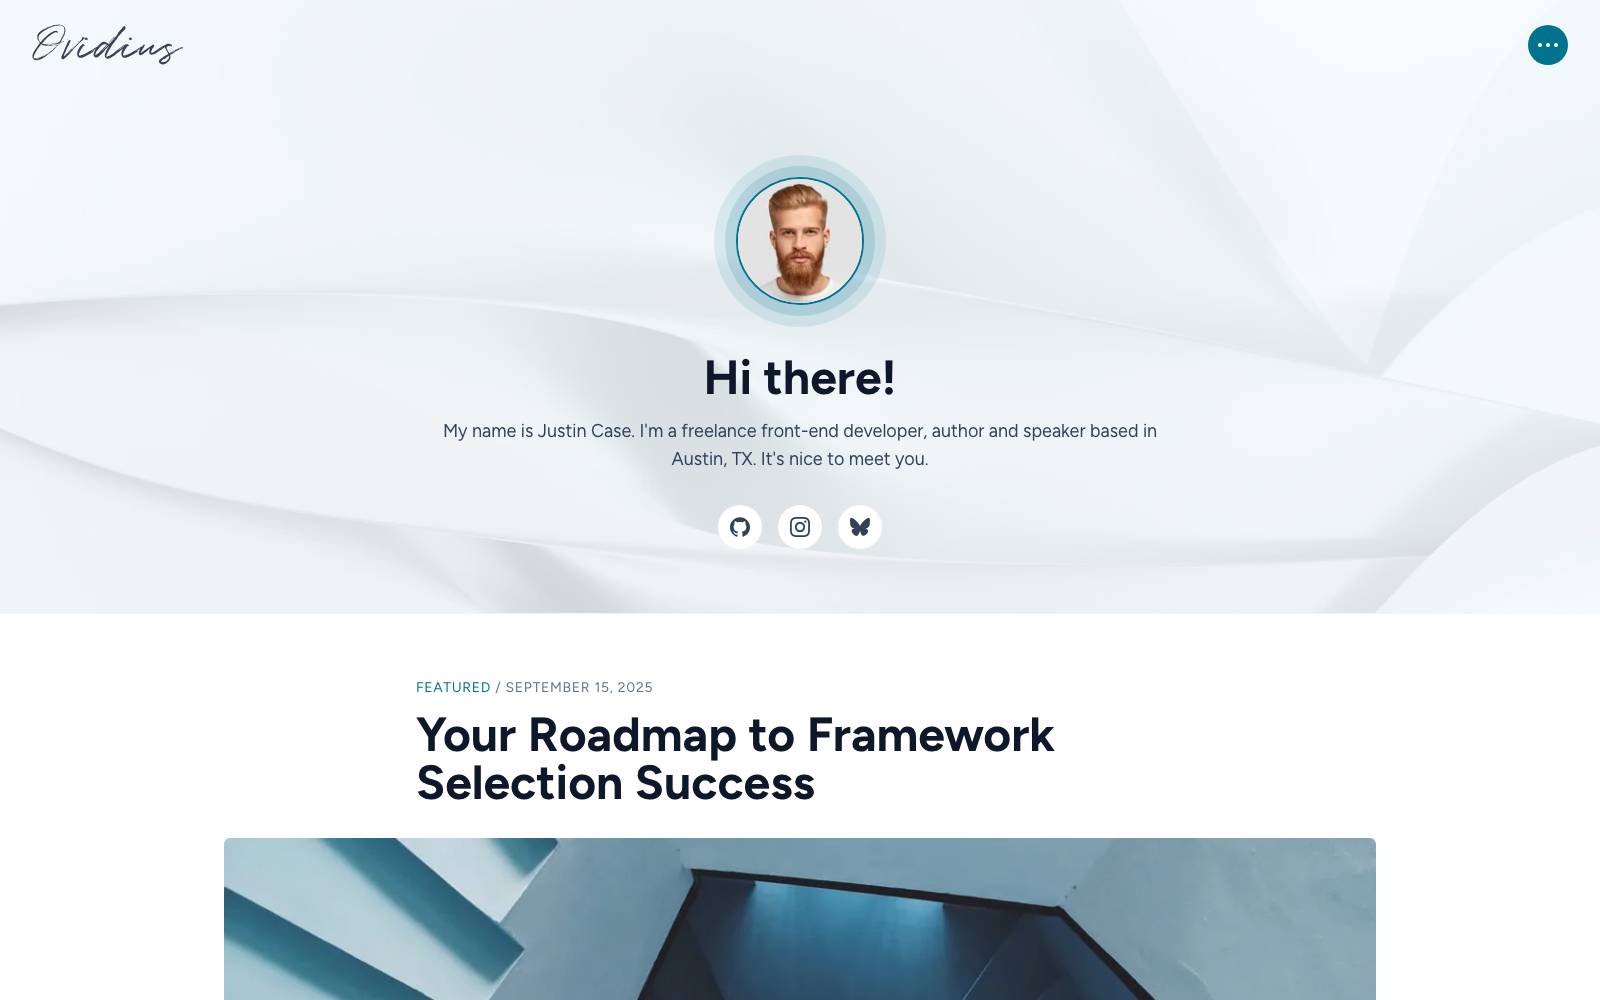 Ovidius
Hi there!
My name is Justin Case. I'm a freelance front-end developer, author and speaker based in
Austin, TX. It's nice to meet you.
FEATURED / SEPTEMBER 15, 2025
Your Roadmap to Framework
Selection Success